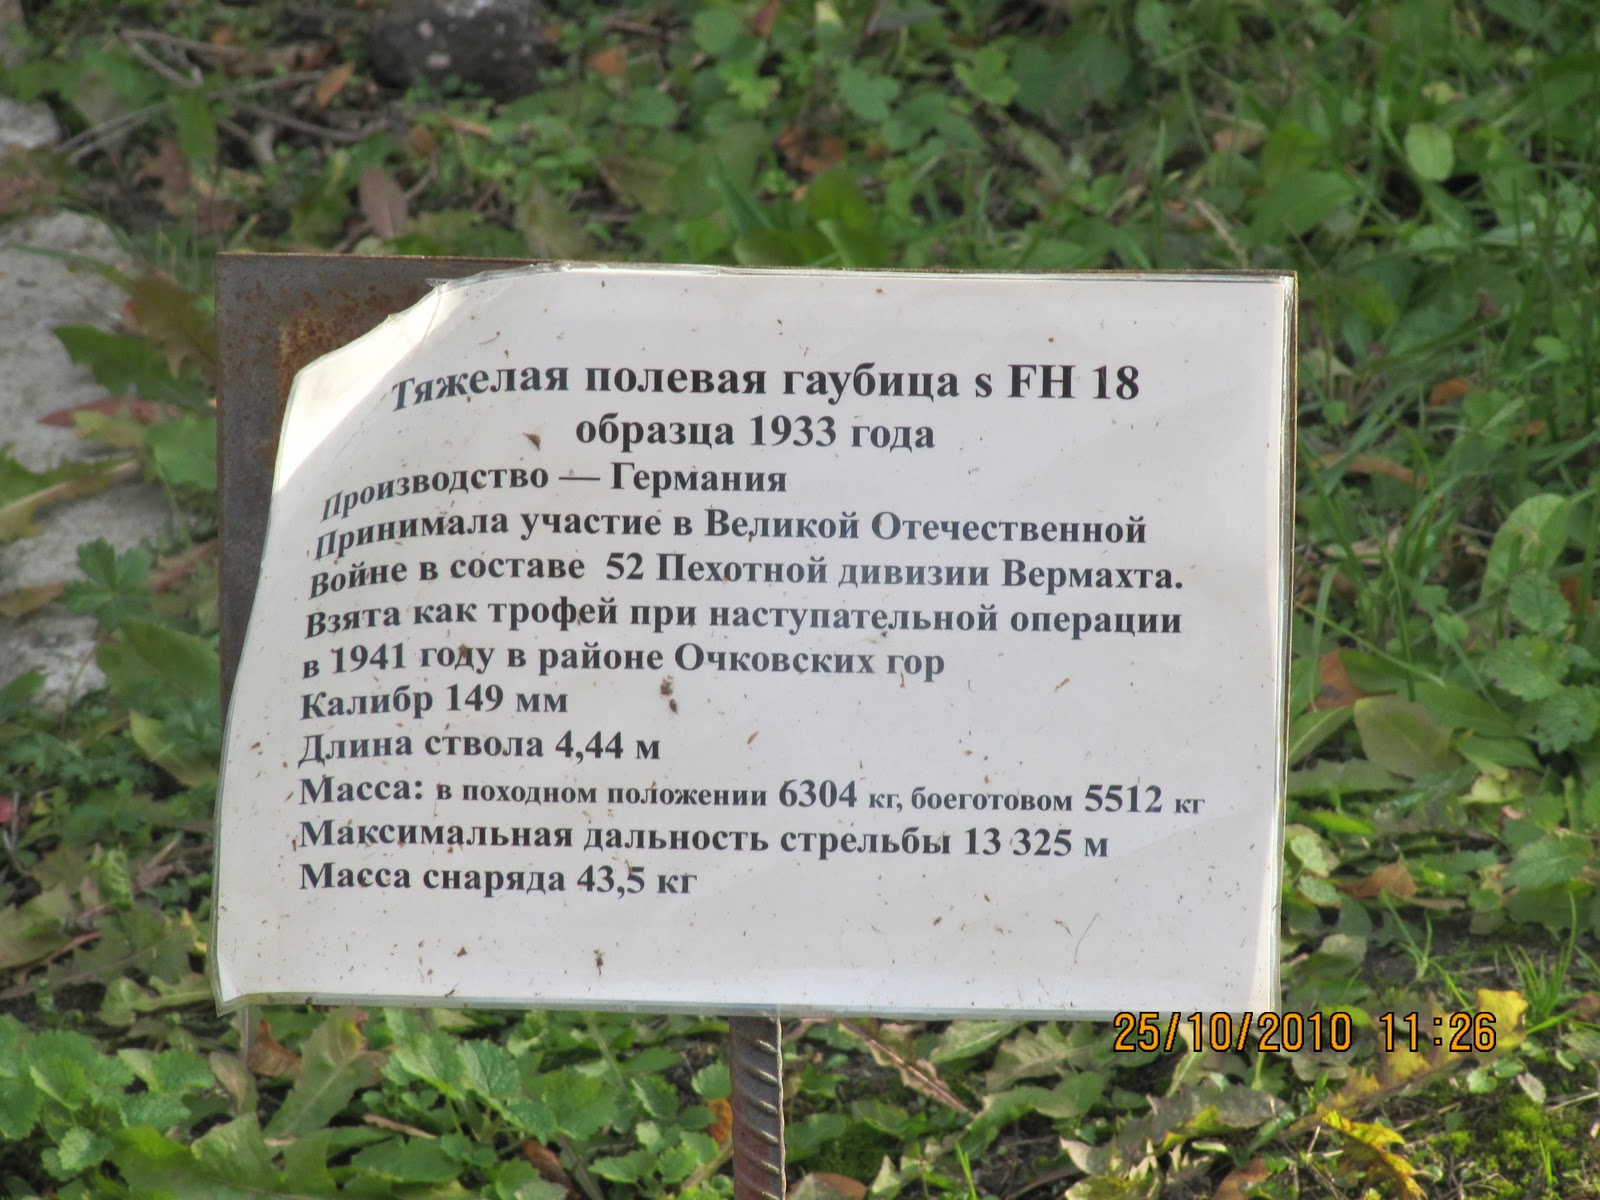 Тяжелая полевая гаубица s FH 18
образца 1933 года
Производство — Германия
Принимала участие в Великой Отечественной
Войне в составе 52 Пехотной дивизии Вермахта.
Взята как трофей при наступательной операции
в 1941 году в районе Очковских гор
Калибр 149 мм
Длина ствола 4,44 м
Масса: в походном положении 6304 кг, боеготовом 5512 кг
Максимальная дальность стрельбы 13 325 м
Масса снаряда 43,5 кг
25/10/2010 11:26